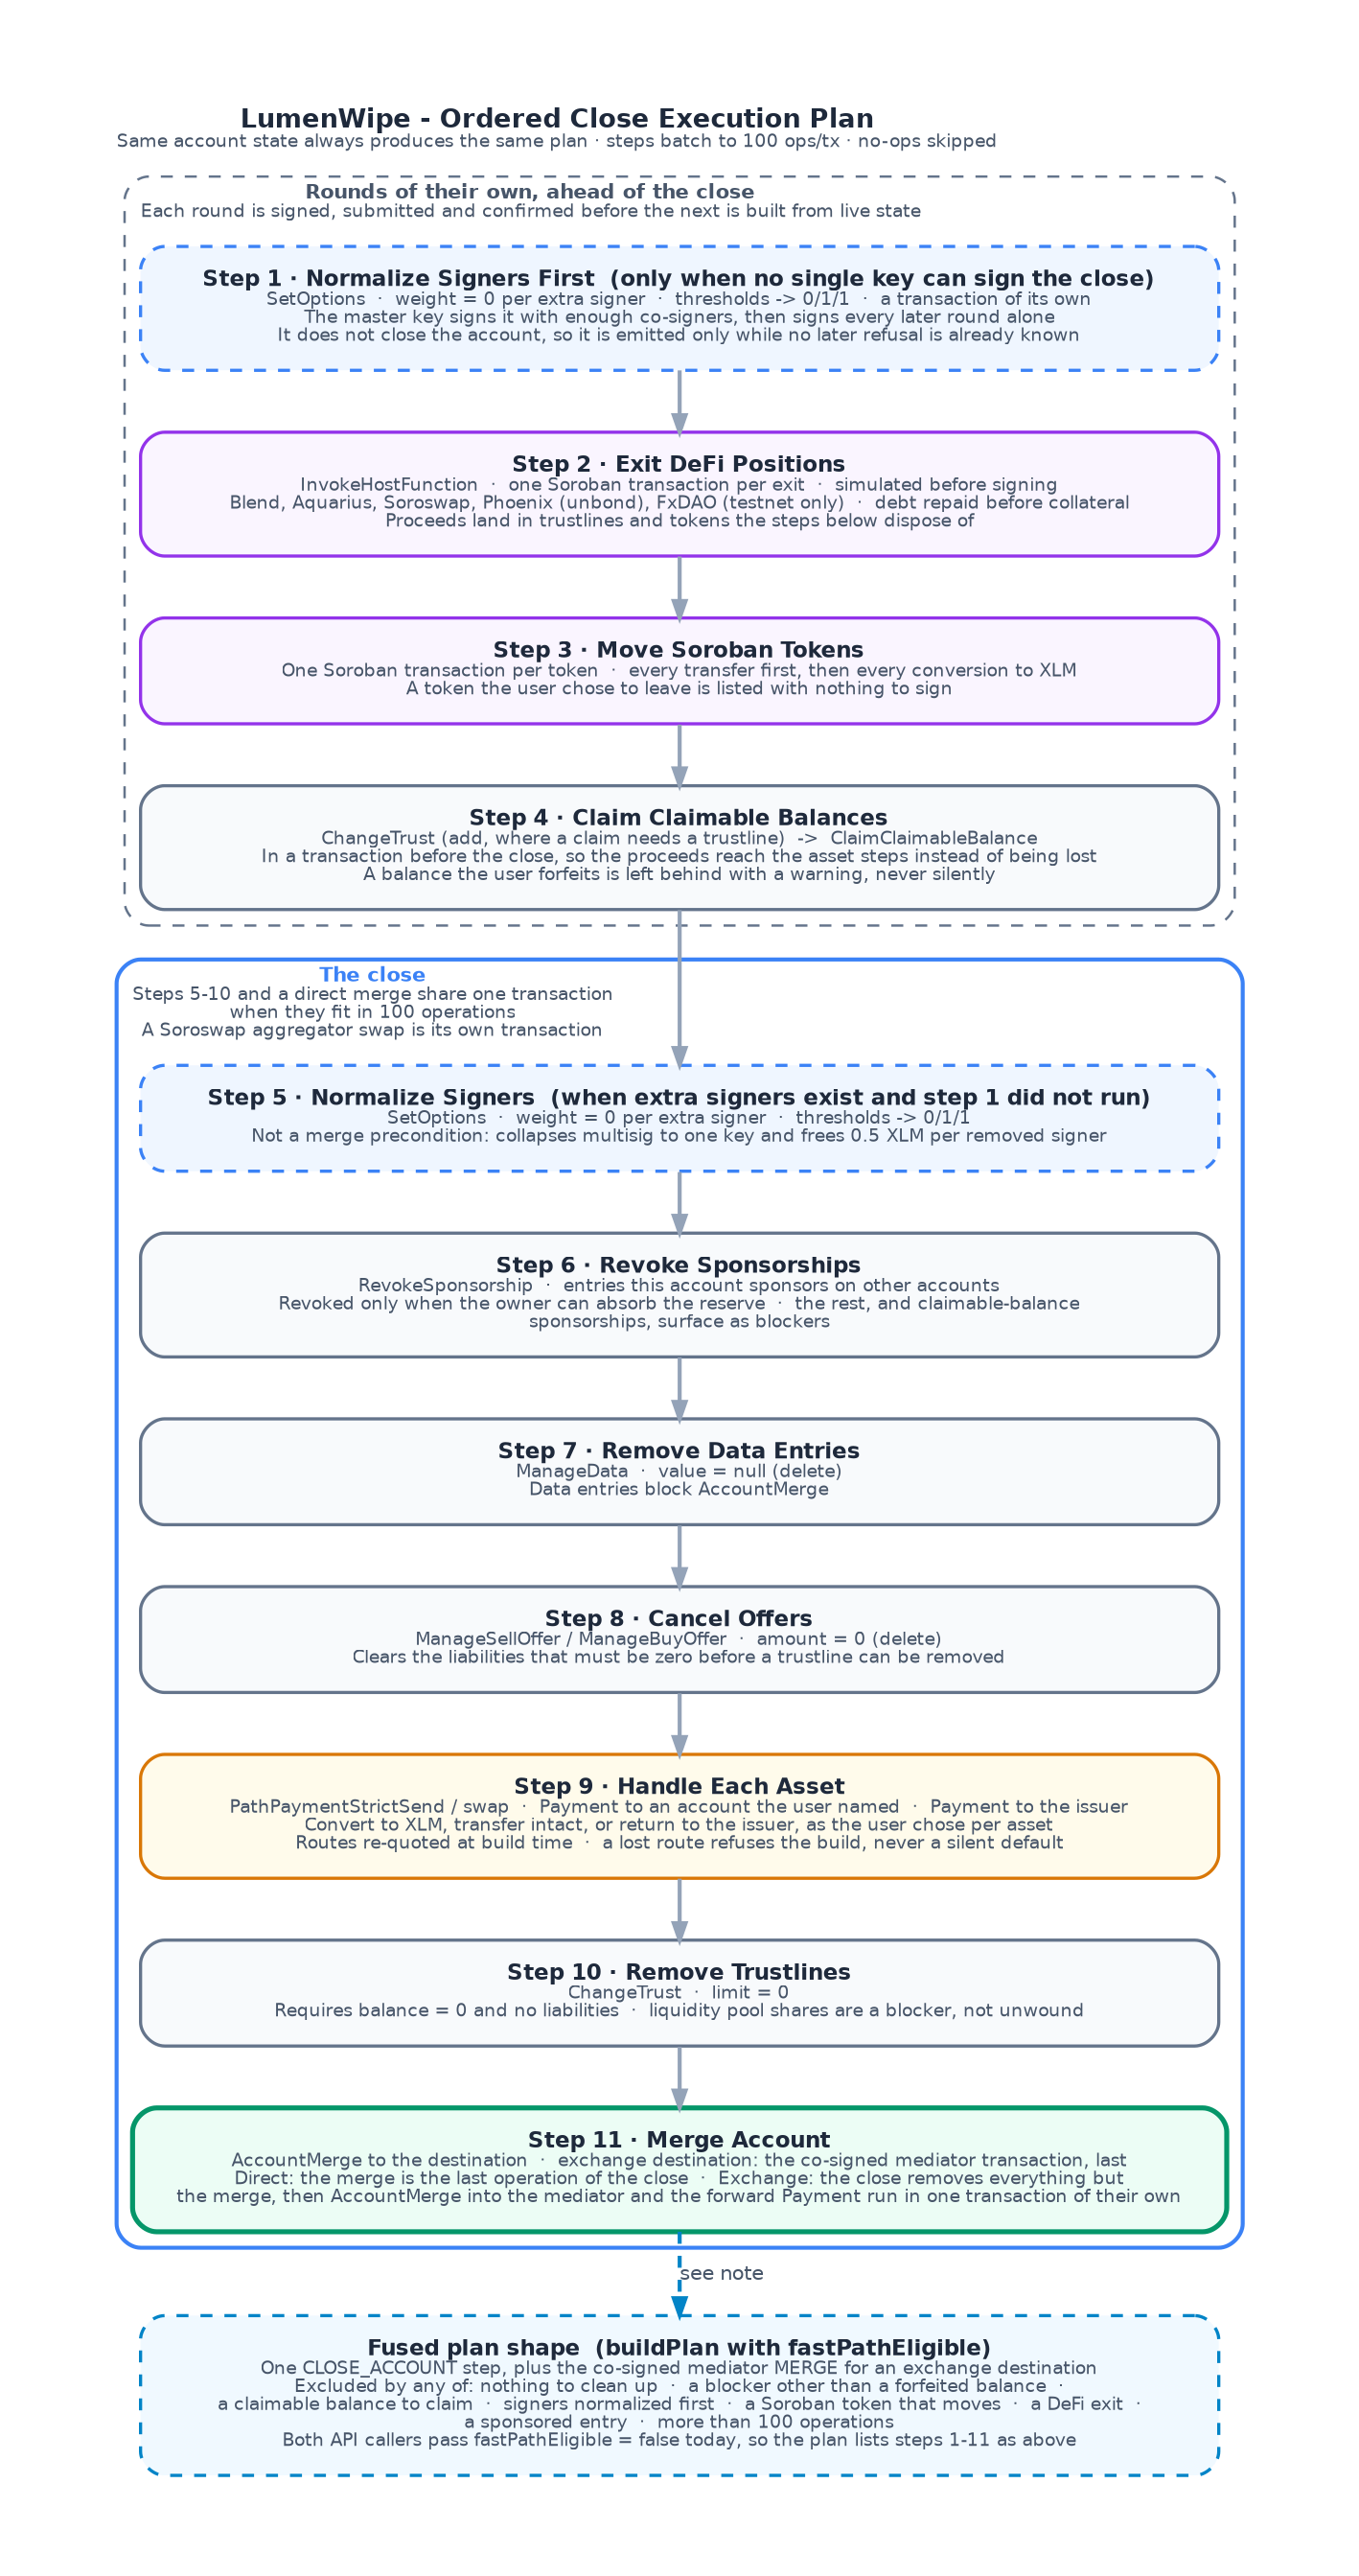 LumenWipe - Ordered Close Execution Plan
Same account state always produces the same plan · steps batch to 100 ops/tx · no-ops skipped
Rounds of their own, ahead of the close
Each round is signed, submitted and confirmed before the next is built from live state
Step 1 · Normalize Signers First (only when no single key can sign the close)
SetOptions · weight = 0 per extra signer · thresholds -> 0/1/1 · a transaction of its own
The master key signs it with enough co-signers, then signs every later round alone
It does not close the account, so it is emitted only while no later refusal is already known
Step 2 · Exit DeFi Positions
InvokeHostFunction · one Soroban transaction per exit · simulated before signing
Blend, Aquarius, Soroswap, Phoenix (unbond), FxDAO (testnet only) · debt repaid before collateral
Proceeds land in trustlines and tokens the steps below dispose of
Step 3 · Move Soroban Tokens
One Soroban transaction per token · every transfer first, then every conversion to XLM
A token the user chose to leave is listed with nothing to sign
Step 4 · Claim Claimable Balances
ChangeTrust (add, where a claim needs a trustline) -> ClaimClaimableBalance
In a transaction before the close, so the proceeds reach the asset steps instead of being lost
A balance the user forfeits is left behind with a warning, never silently
The close
Steps 5-10 and a direct merge share one transaction
when they fit in 100 operations
A Soroswap aggregator swap is its own transaction
Step 5 · Normalize Signers (when extra signers exist and step 1 did not run)
SetOptions · weight = 0 per extra signer · thresholds -> 0/1/1
Not a merge precondition: collapses multisig to one key and frees 0.5 XLM per removed signer
Step 6 · Revoke Sponsorships
RevokeSponsorship · entries this account sponsors on other accounts
Revoked only when the owner can absorb the reserve · the rest, and claimable-balance
sponsorships, surface as blockers
Step 7 · Remove Data Entries
ManageData · value = null (delete)
Data entries block AccountMerge
Step 8 · Cancel Offers
ManageSellOffer / ManageBuyOffer · amount = 0 (delete)
Clears the liabilities that must be zero before a trustline can be removed
Step 9 · Handle Each Asset
PathPaymentStrictSend / swap · Payment to an account the user named · Payment to the issuer
Convert to XLM, transfer intact, or return to the issuer, as the user chose per asset
Routes re-quoted at build time · a lost route refuses the build, never a silent default
Step 10 · Remove Trustlines
ChangeTrust · limit = 0
Requires balance = 0 and no liabilities · liquidity pool shares are a blocker, not unwound
Step 11 · Merge Account
AccountMerge to the destination · exchange destination: the co-signed mediator transaction, last
Direct: the merge is the last operation of the close · Exchange: the close removes everything but
the merge, then AccountMerge into the mediator and the forward Payment run in one transaction of their own
see note
Fused plan shape (buildPlan with fastPathEligible)
One CLOSE_ACCOUNT step, plus the co-signed mediator MERGE for an exchange destination
Excluded by any of: nothing to clean up · a blocker other than a forfeited balance ·
a claimable balance to claim · signers normalized first · a Soroban token that moves · a DeFi exit ·
a sponsored entry · more than 100 operations
Both API callers pass fastPathEligible = false today, so the plan lists steps 1-11 as above